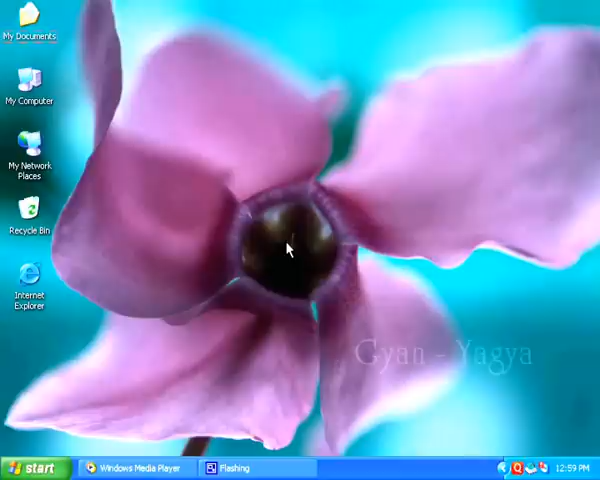 My Documents
My Computer
My Network
Places
Recycle Bin
Internet
Explorer
Gyan - Yagya
start
Windows Media Player
Flashing
12:59 PM